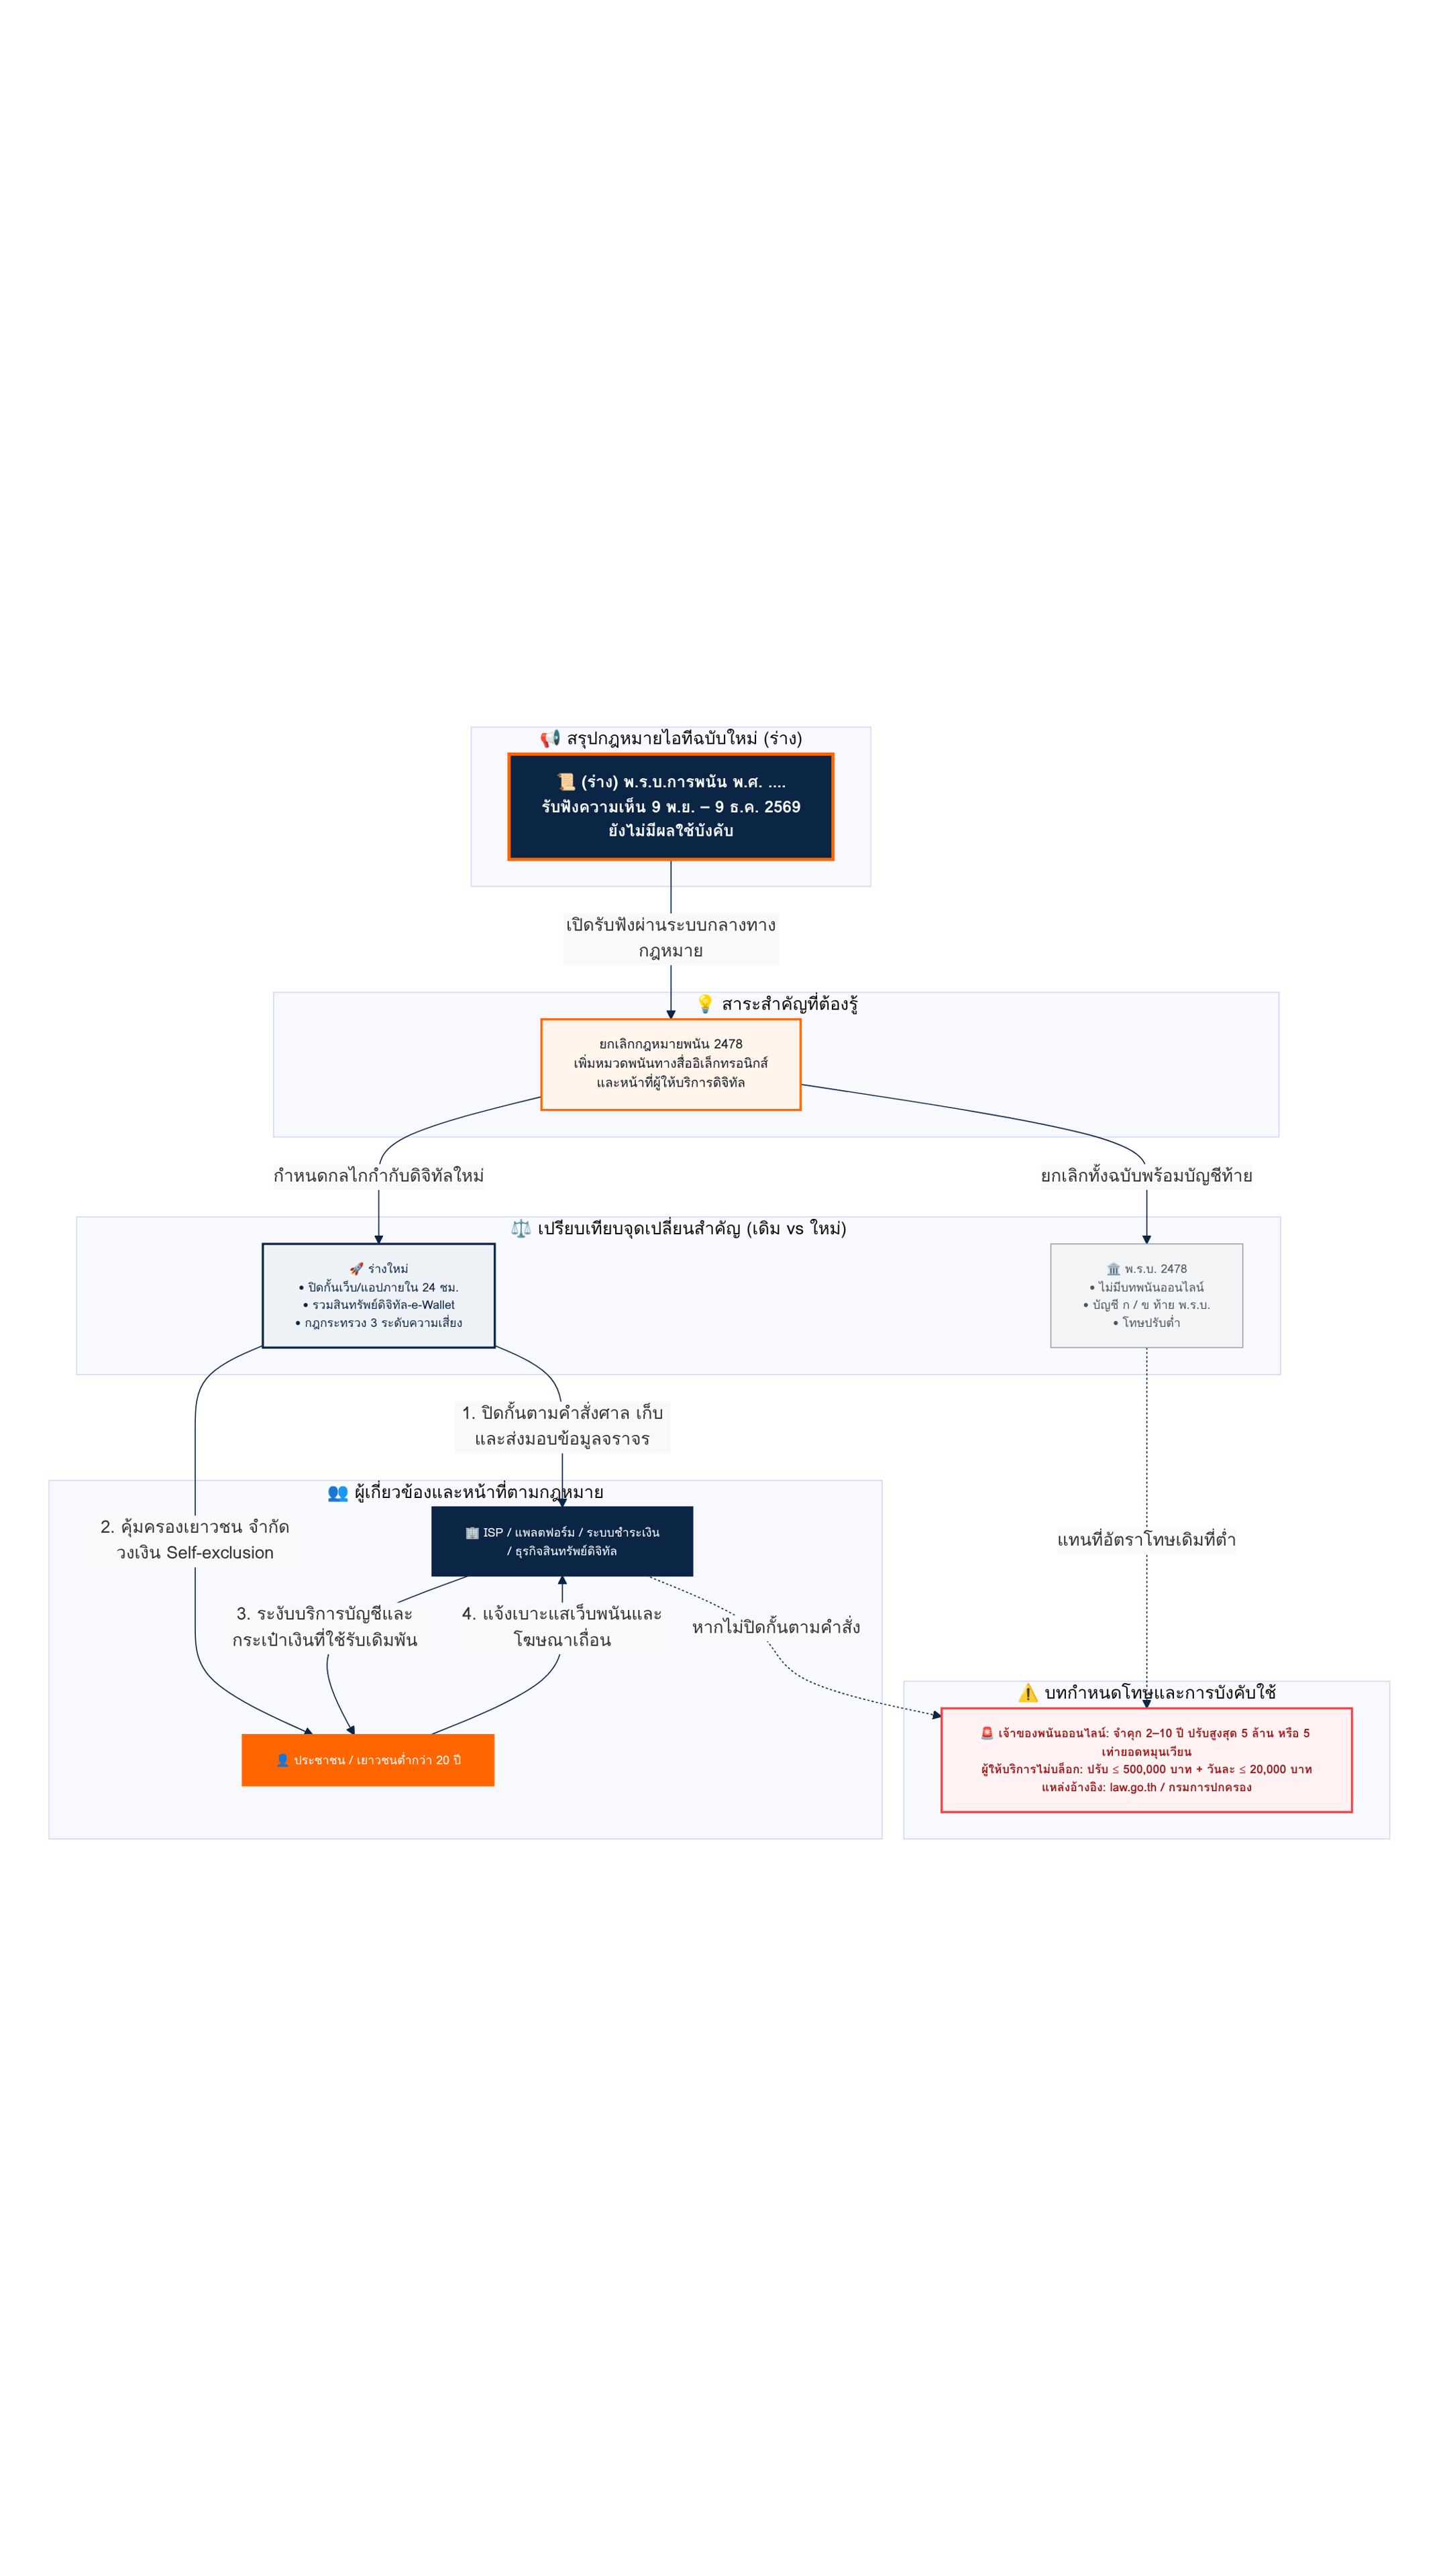 📢 สรุปกฎหมายไอทีฉบับใหม่ (ร่าง)
📜 (ร่าง) พ.ร.บ.การพนัน พ.ศ. ....
รับฟังความเห็น 9 พ.ย. – 9 ธ.ค. 2569
ยังไม่มีผลใช้บังคับ
เปิดรับฟังผ่านระบบกลางทาง
กฎหมาย
💡 สาระสำคัญที่ต้องรู้
ยกเลิกกฎหมายพนัน 2478
เพิ่มหมวดพนันทางสื่ออิเล็กทรอนิกส์
และหน้าที่ผู้ให้บริการดิจิทัล
กำหนดกลไกกำกับดิจิทัลใหม่
ยกเลิกทั้งฉบับพร้อมบัญชีท้าย
⚖️ เปรียบเทียบจุดเปลี่ยนสำคัญ (เดิม vs ใหม่)
🚀 ร่างใหม่
• ปิดกั้นเว็บ/แอปภายใน 24 ชม.
• รวมสินทรัพย์ดิจิทัล-e-Wallet
• กฎกระทรวง 3 ระดับความเสี่ยง
🏛️ พ.ร.บ. 2478
• ไม่มีบทพนันออนไลน์
• บัญชี ก / ข ท้าย พ.ร.บ.
• โทษปรับต่ำ
1. ปิดกั้นตามคำสั่งศาล เก็บ
และส่งมอบข้อมูลจราจร
👥 ผู้เกี่ยวข้องและหน้าที่ตามกฎหมาย
2. คุ้มครองเยาวชน จำกัด
วงเงิน Self-exclusion
🏢 ISP / แพลตฟอร์ม / ระบบชำระเงิน
/ ธุรกิจสินทรัพย์ดิจิทัล
แทนที่อัตราโทษเดิมที่ต่ำ
3. ระงับบริการบัญชีและ
กระเป๋าเงินที่ใช้รับเดิมพัน
4. แจ้งเบาะแสเว็บพนันและ
โฆษณาเถื่อน
หากไม่ปิดกั้นตามคำสั่ง
⚠️ บทกำหนดโทษและการบังคับใช้
🚨 เจ้าของพนันออนไลน์: จำคุก 2–10 ปี ปรับสูงสุด 5 ล้าน หรือ 5
เท่ายอดหมุนเวียน
ผู้ให้บริการไม่บล็อก: ปรับ ≤ 500,000 บาท + วันละ ≤ 20,000 บาท
แหล่งอ้างอิง: law.go.th / กรมการปกครอง
👤 ประชาชน / เยาวชนต่ำกว่า 20 ปี